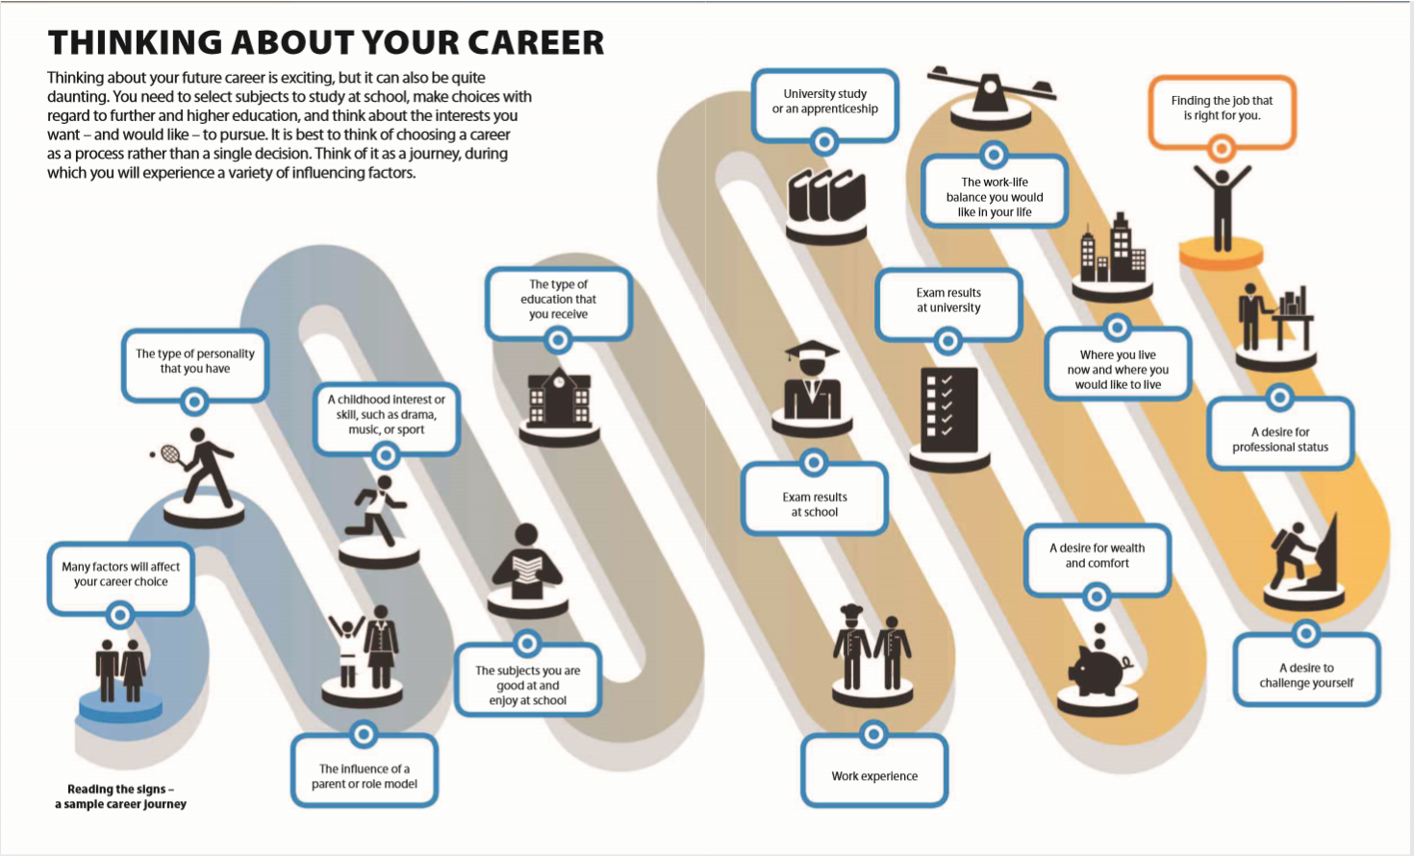 THINKING ABOUT YOUR CAREER
Thinking about your future career is exciting, but it can also be quite
daunting. You need to select subjects to study at school, make choices with
regard to further and higher education, and think about the interests you
want – and would like – to pursue. It is best to think of choosing a career
as a process rather than a single decision. Think of it as a journey, during
which you will experience a variety of influencing factors.
Many factors will affect
your career choice
Reading the signs –
a sample career journey
The type of personality
that you have
The influence of a
parent or role model
A childhood interest or
skill, such as drama,
music, or sport
The subjects you are
good at and
enjoy at school
The type of
education that
you receive
University study
or an apprenticeship
Exam results
at school
Work experience
Exam results
at university
The work-life
balance you would
like in your life
Where you live
now and where you
would like to live
A desire for wealth
and comfort
Finding the job that
is right for you.
A desire for
professional status
A desire to
challenge yourself